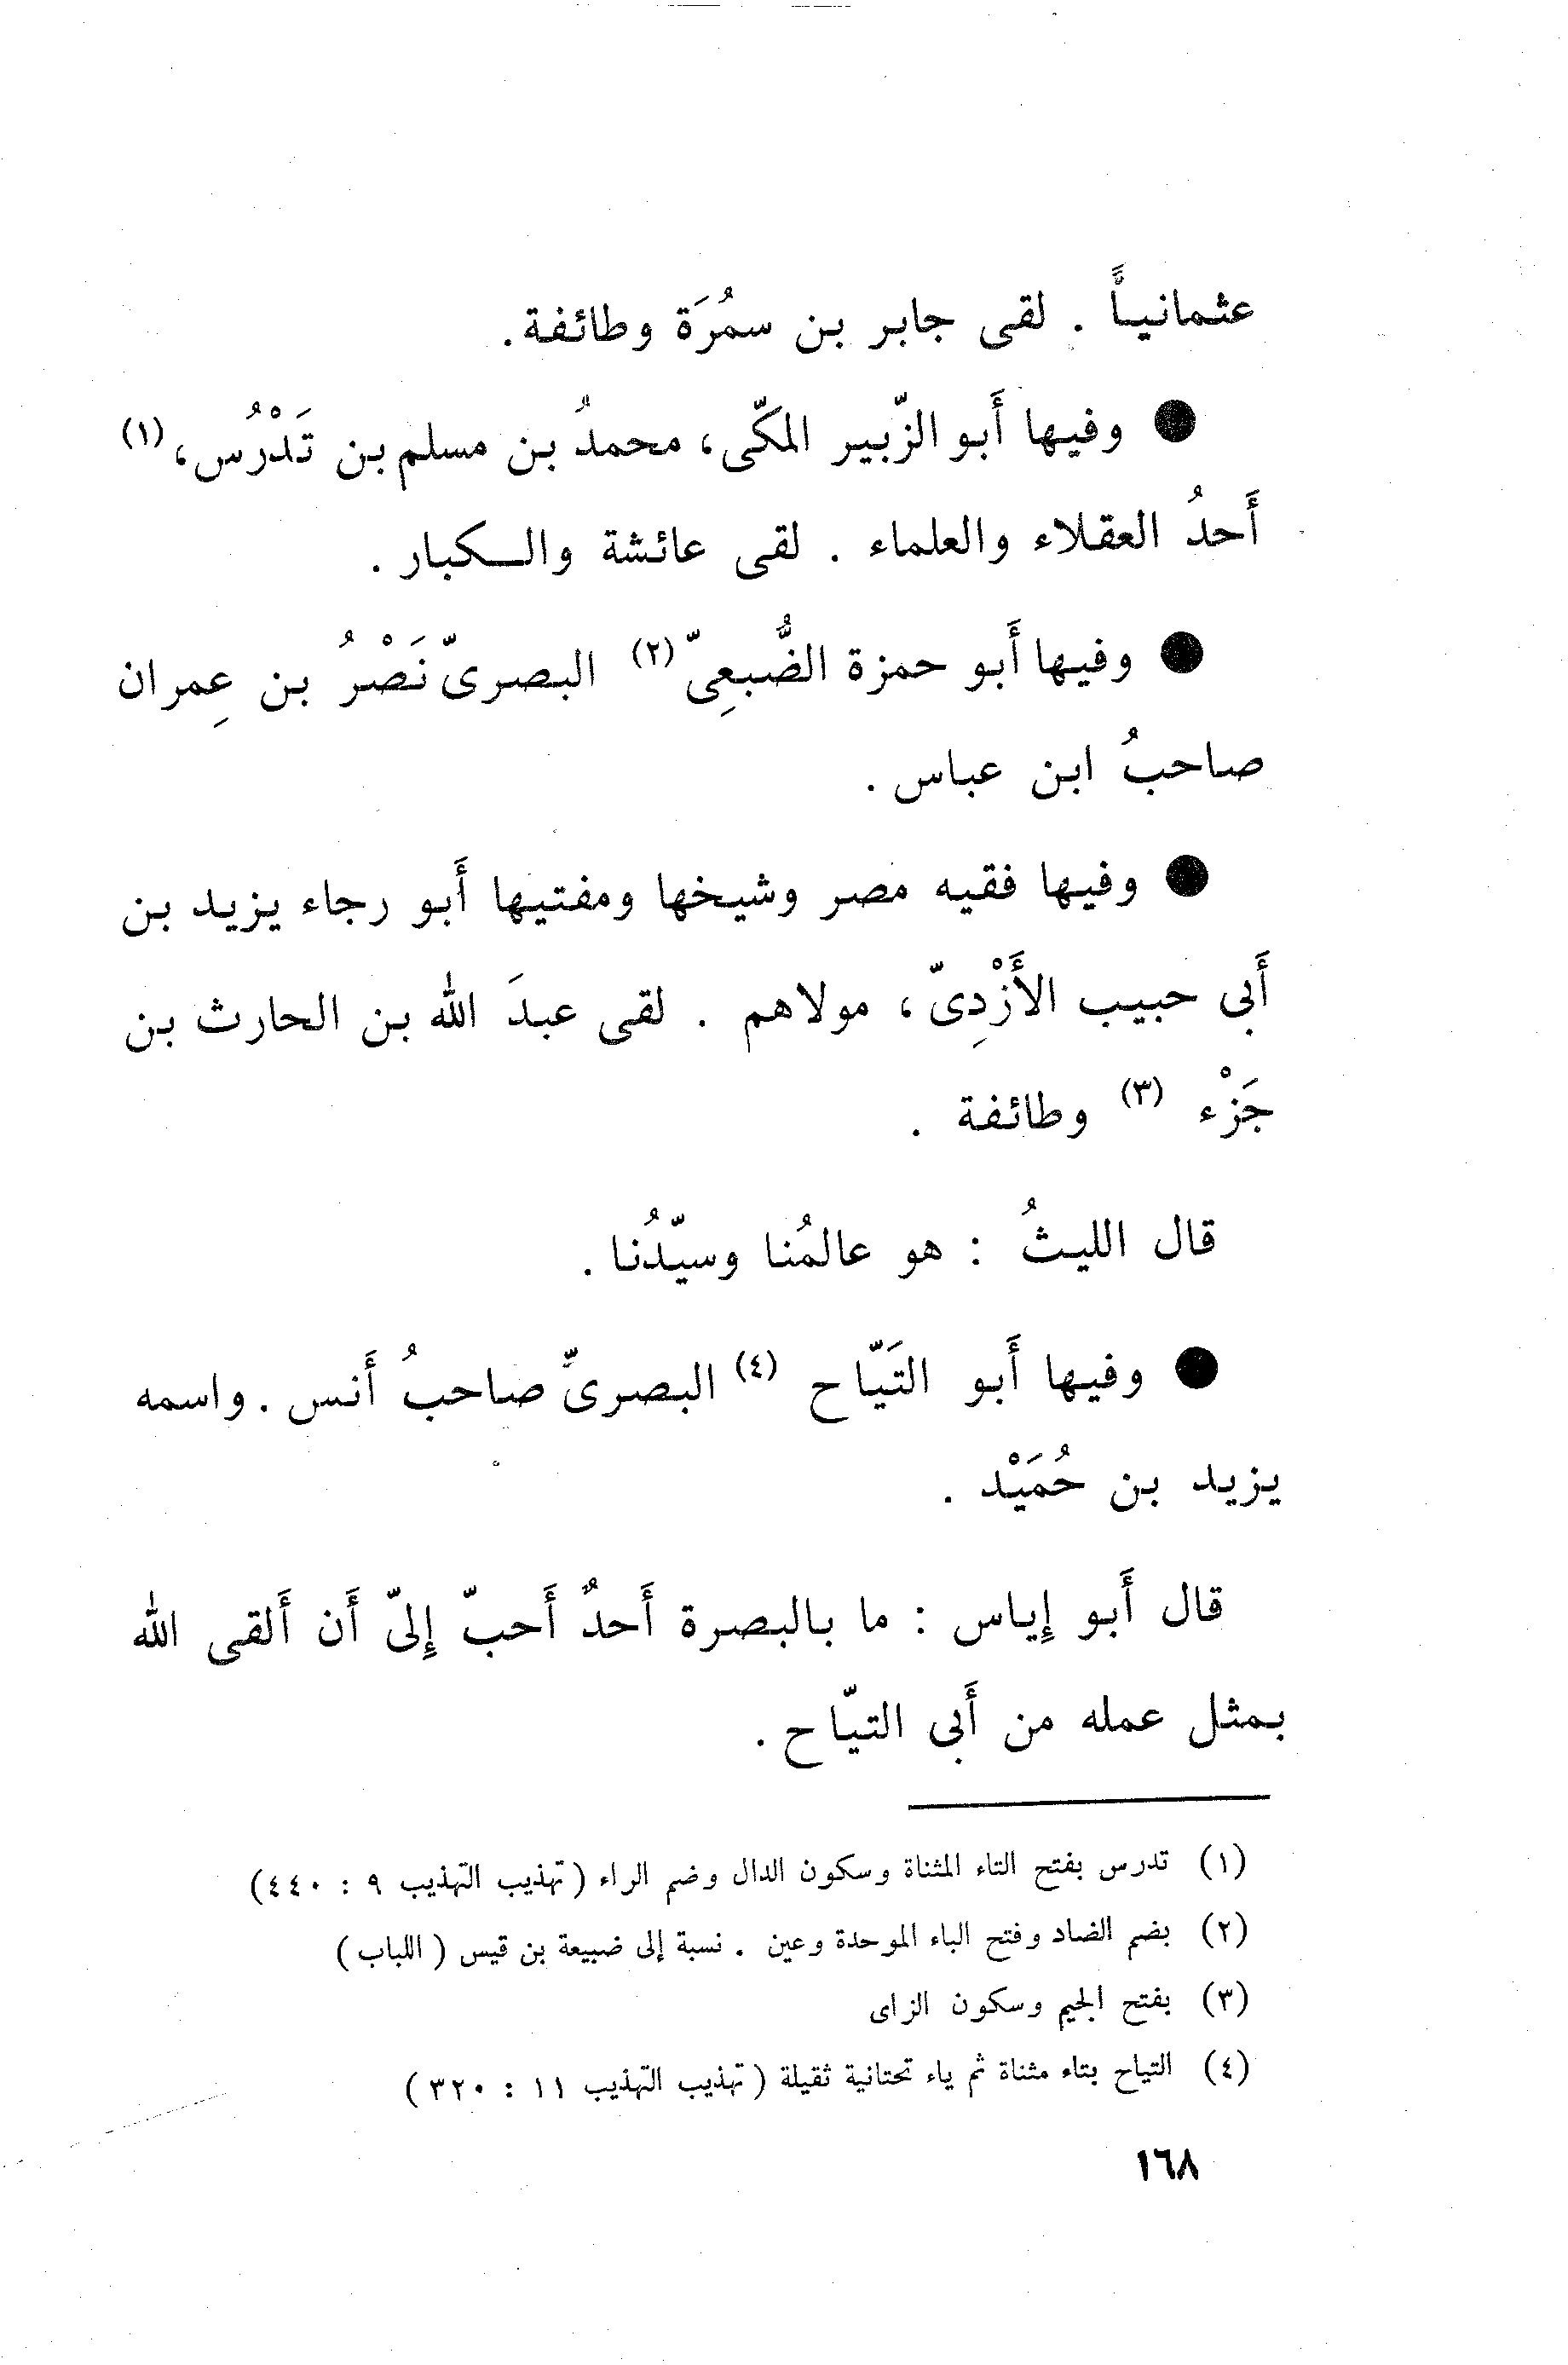 عثمانياً . لقى جابر بن سمُرَة وطائفة.
● وفيها أَبو الزّبير المكّى، محمدُ بن مسلم بن تَدْرُس،(١)
أَحدُ العقلاء والعلماء . لقى عائشة والكبار .
● وفيها أَبو حمزة الضُّبعِىّ(٢) البصرىّ نَصْرُ بن عِمران
صاحبُ ابن عباس .
● وفيها فقيه مصر وشيخها ومفتيها أَبو رجاء يزيد بن
أَبى حبيب الأَزْدِىّ، مولاهم . لقى عبدَ الله بن الحارث بن
جَزْء (٣) وطائفة .
قال الليثُ : هو عالمُنا وسيّدُنا .
● وفيها أَبو التَيّاح (٤) البصرىّ صاحبُ أَنس . واسمه
يزيد بن حُمَيْد .
قال أَبو إِياس : ما بالبصرة أَحدٌ أَحبّ إِلىّ أَن أَلقى الله
بمثل عمله من أَبى التيّاح .
(١) تدرس بفتح التاء المثناة وسكون الدال وضم الراء (تهذيب التهذيب ٩ : ٤٤٠)
(٢) بضم الضاد وفتح الباء الموحدة وعين . نسبة إلى ضبيعة بن قيس ( اللباب )
(٣) بفتح الجيم وسكون الزاى
(٤) التياح بتاء مثناة ثم ياء تحتانية ثقيلة (تهذيب التهذيب ١١ : ٣٢٠ )
١٦٨